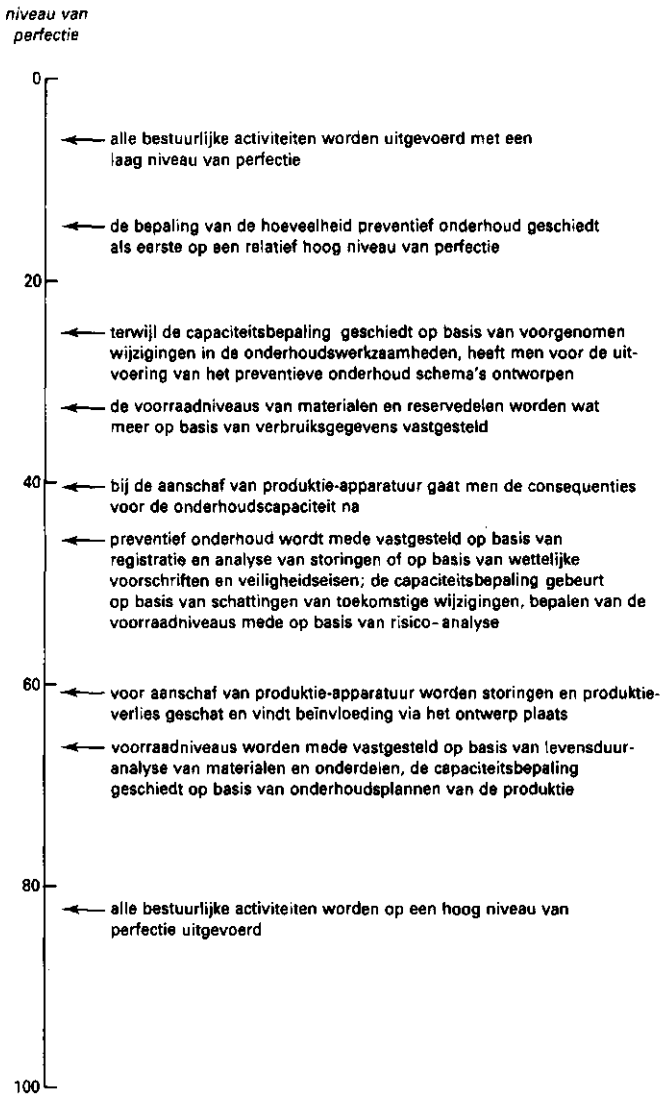 niveau van
perfectie
0
alle bestuurlijke activiteiten worden uitgevoerd met een
laag niveau van perfectie
de bepaling van de hoeveelheid preventief onderhoud geschiedt
als eerste op een relatief hoog niveau van perfectie
20
terwijl de capaciteitsbepaling geschiedt op basis van voorgenomen
wijzigingen in de onderhoudswerkzaamheden, heeft men voor de uit-
voering van het preventieve onderhoud schema's ontworpen
de voorraadniveaus van materialen en reservedelen worden wat
meer op basis van verbruiksgegevens vastgesteld
40
bij de aanschaf van produktie-apparatuur gaat men de consequenties
voor de onderhoudscapaciteit na
preventief onderhoud wordt mede vastgesteld op basis van
registratie en analyse van storingen of op basis van wettelijke
voorschriften en veiligheidseisen; de capaciteitsbepaling gebeurt
op basis van schattingen van toekomstige wijzigingen, bepalen van de
voorraadniveaus mede op basis van risico-analyse
60
voor aanschaf van produktie-apparatuur worden storingen en produktie-
verlies geschat en vindt beïnvloeding via het ontwerp plaats
voorraadniveaus worden mede vastgesteld op basis van levensduur-
analyse van materialen en onderdelen, de capaciteitsbepaling
geschiedt op basis van onderhoudsplannen van de produktie
80
alle bestuurlijke activiteiten worden op een hoog niveau van
perfectie uitgevoerd
100